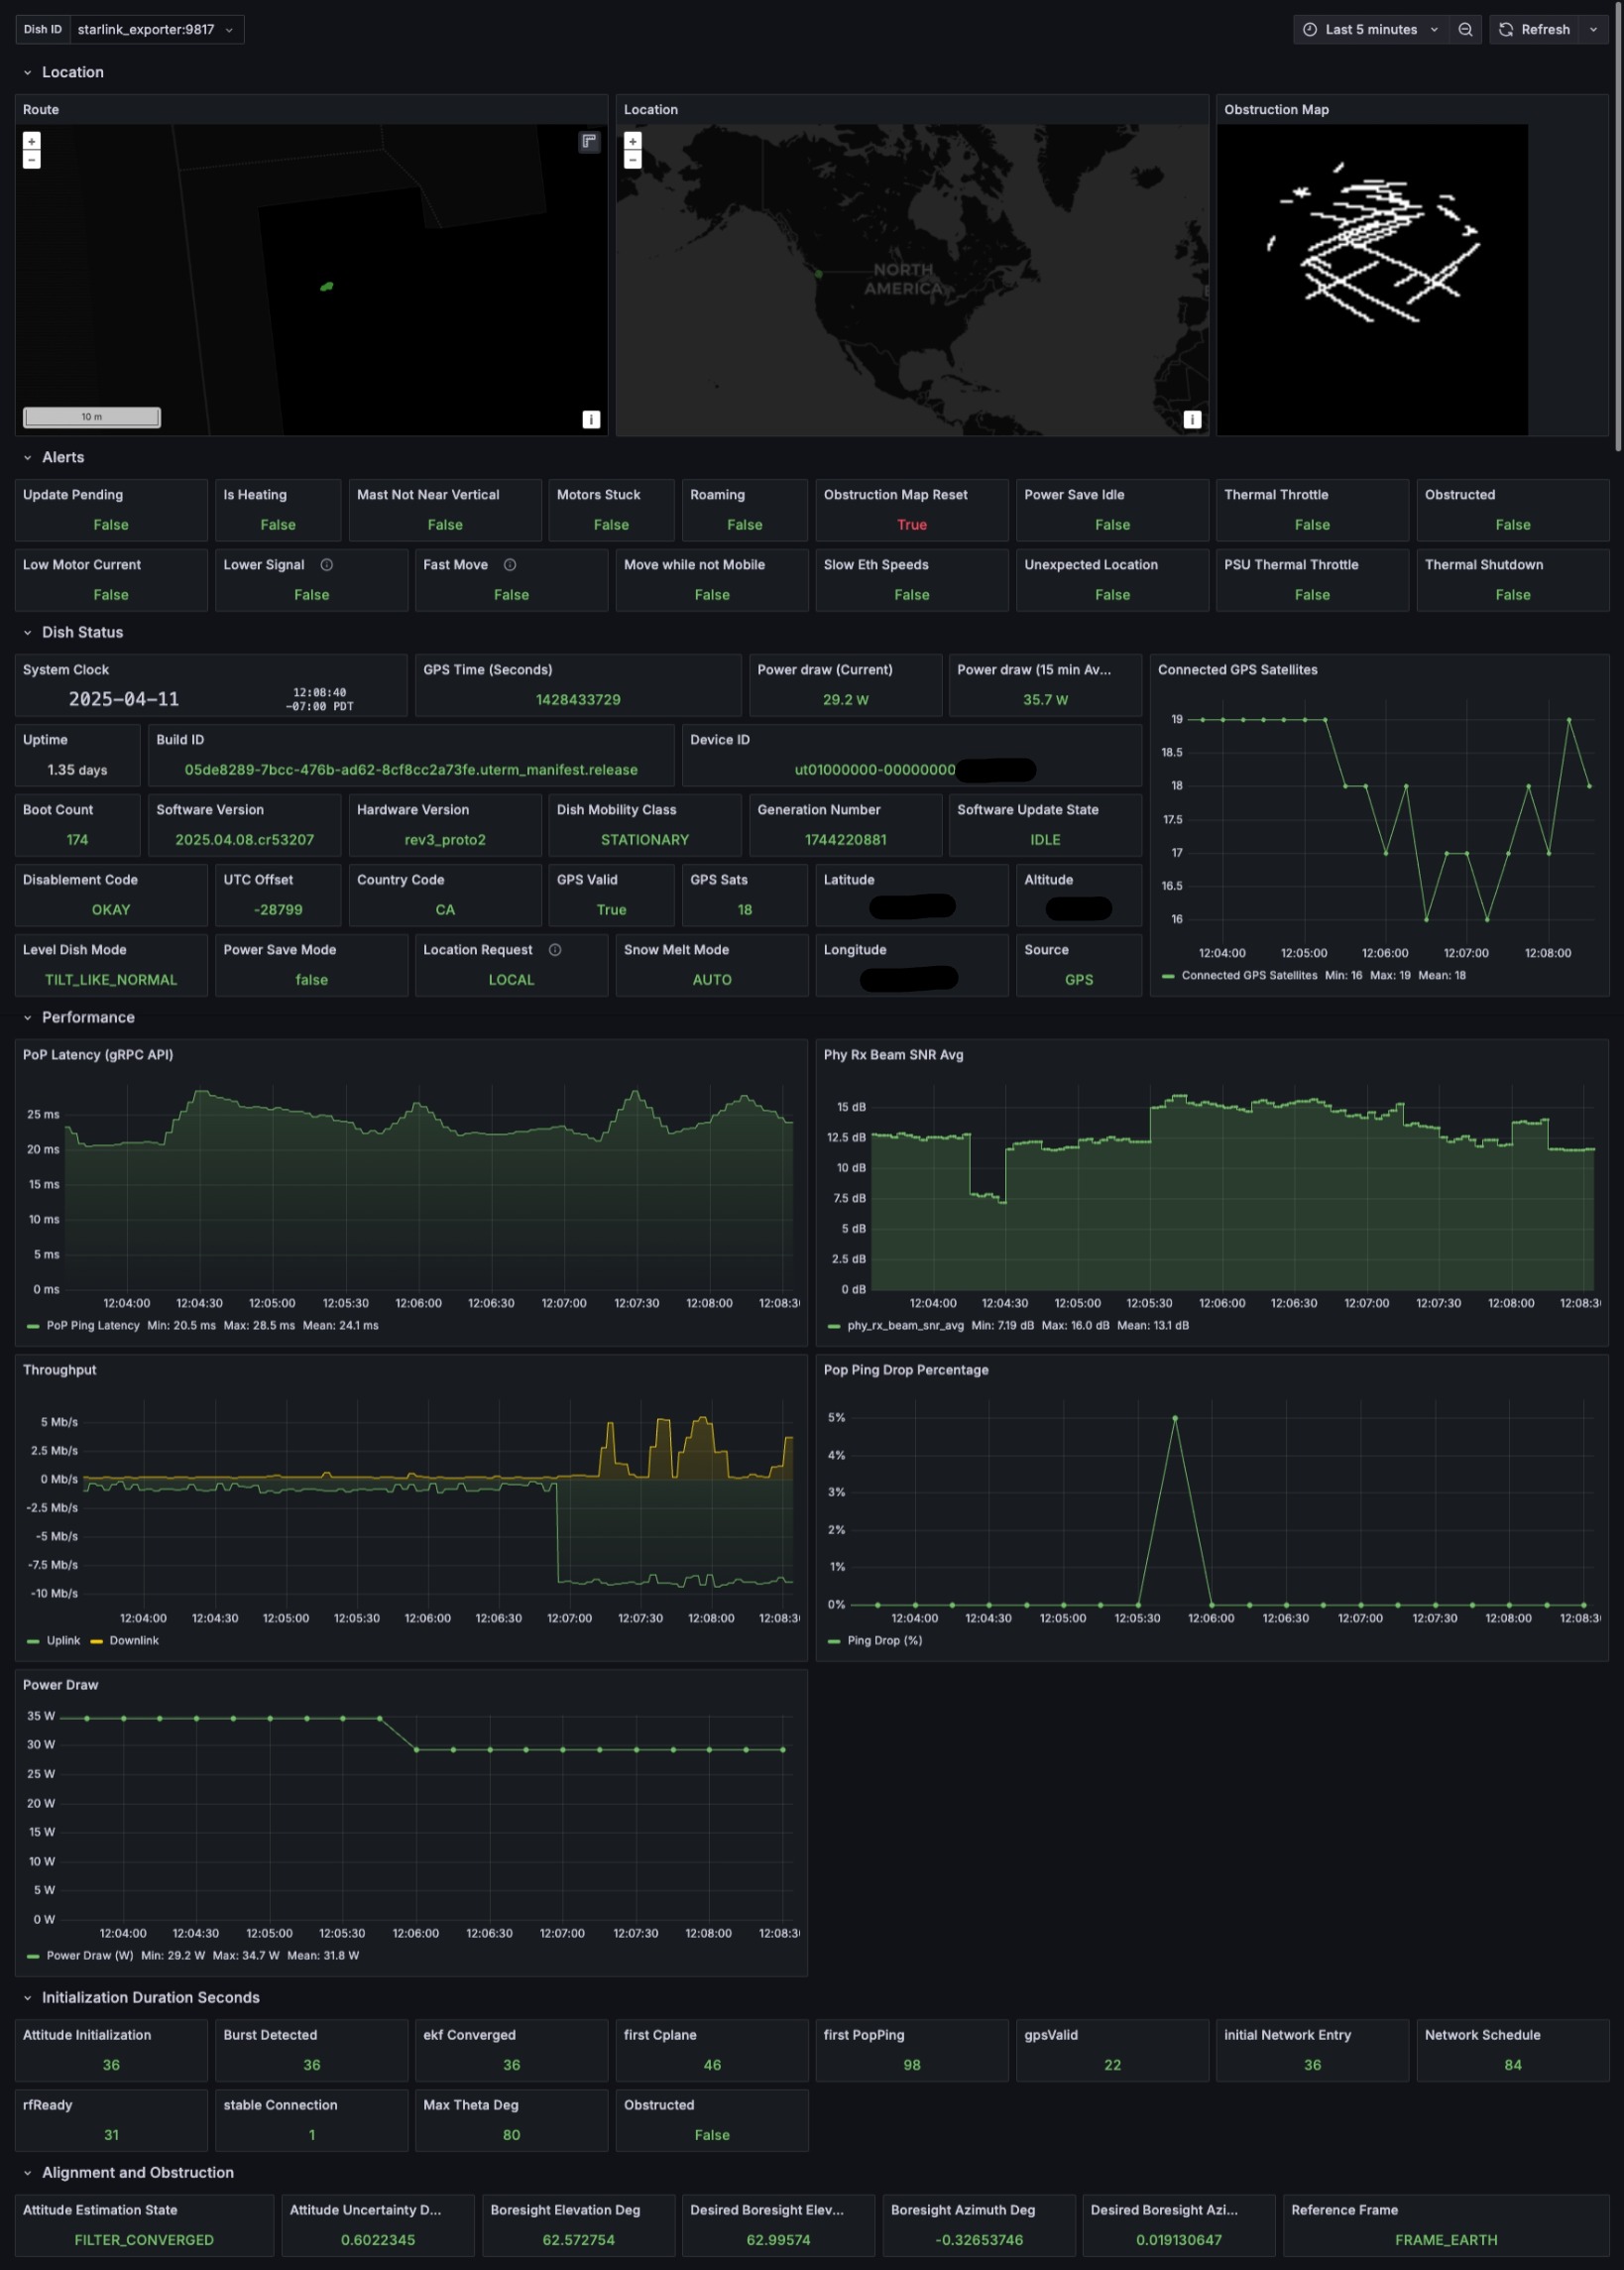 Dish ID starlink_exporter:9817 Last 5 minutes Refresh
Location
Route Location Obstruction Map
+ +
− −
NORTH
AMERICA
10 m i i
Alerts
Update Pending Is Heating Mast Not Near Vertical Motors Stuck Roaming Obstruction Map Reset Power Save Idle Thermal Throttle Obstructed
False False False False False True False False False
Low Motor Current Lower Signal Fast Move Move while not Mobile Slow Eth Speeds Unexpected Location PSU Thermal Throttle Thermal Shutdown
False False False False False False False False
Dish Status
System Clock GPS Time (Seconds) Power draw (Current) Power draw (15 min Av...
2025-04-11 12:08:40 1428433729 29.2 W 35.7 W
-07:00 PDT
Uptime Build ID Device ID
1.35 days 05de8289-7bcc-476b-ad62-8cf8cc2a73fe.uterm_manifest.release ut01000000-00000000
Boot Count Software Version Hardware Version Dish Mobility Class Generation Number Software Update State
174 2025.04.08.cr53207 rev3_proto2 STATIONARY 1744220881 IDLE
Disablement Code UTC Offset Country Code GPS Valid GPS Sats Latitude Altitude
OKAY -28799 CA True 18
Level Dish Mode Power Save Mode Location Request Snow Melt Mode Longitude Source
TILT_LIKE_NORMAL false LOCAL AUTO GPS
Connected GPS Satellites
19
18.5
18
17.5
17
16.5
16
12:04:00 12:05:00 12:06:00 12:07:00 12:08:00
Connected GPS Satellites Min: 16 Max: 19 Mean: 18
Performance
PoP Latency (gRPC API)
25 ms
20 ms
15 ms
10 ms
5 ms
0 ms
12:04:00 12:04:30 12:05:00 12:05:30 12:06:00 12:06:30 12:07:00 12:07:30 12:08:00 12:08:3
PoP Ping Latency Min: 20.5 ms Max: 28.5 ms Mean: 24.1 ms
Phy Rx Beam SNR Avg
15 dB
12.5 dB
10 dB
7.5 dB
5 dB
2.5 dB
0 dB
12:04:00 12:04:30 12:05:00 12:05:30 12:06:00 12:06:30 12:07:00 12:07:30 12:08:00 12:08:3
phy_rx_beam_snr_avg Min: 7.19 dB Max: 16.0 dB Mean: 13.1 dB
Throughput
5 Mb/s
2.5 Mb/s
0 Mb/s
-2.5 Mb/s
-5 Mb/s
-7.5 Mb/s
-10 Mb/s
12:04:00 12:04:30 12:05:00 12:05:30 12:06:00 12:06:30 12:07:00 12:07:30 12:08:00 12:08:3
Uplink Downlink
Pop Ping Drop Percentage
5%
4%
3%
2%
1%
0%
12:04:00 12:04:30 12:05:00 12:05:30 12:06:00 12:06:30 12:07:00 12:07:30 12:08:00 12:08:3
Ping Drop (%)
Power Draw
35 W
30 W
25 W
20 W
15 W
10 W
5 W
0 W
12:04:00 12:04:30 12:05:00 12:05:30 12:06:00 12:06:30 12:07:00 12:07:30 12:08:00 12:08:3
Power Draw (W) Min: 29.2 W Max: 34.7 W Mean: 31.8 W
Initialization Duration Seconds
Attitude Initialization Burst Detected ekf Converged first Cplane first PopPing gpsValid initial Network Entry Network Schedule
36 36 36 46 98 22 36 84
rfReady stable Connection Max Theta Deg Obstructed
31 1 80 False
Alignment and Obstruction
Attitude Estimation State Attitude Uncertainty D... Boresight Elevation Deg Desired Boresight Elev... Boresight Azimuth Deg Desired Boresight Azi... Reference Frame
FILTER_CONVERGED 0.6022345 62.572754 62.99574 -0.32653746 0.019130647 FRAME_EARTH